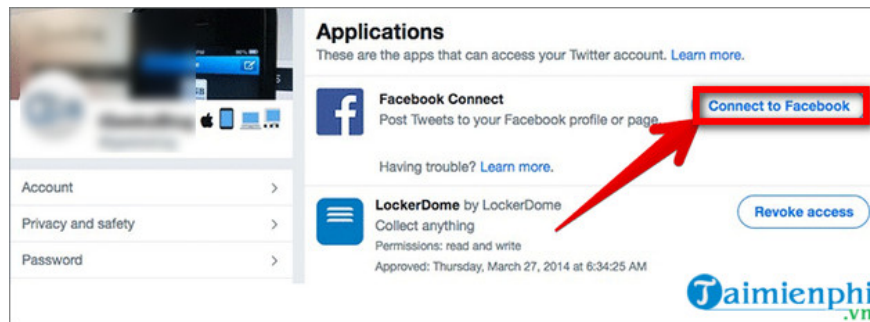 Applications
These are the apps that can access your Twitter account. Learn more.
Facebook Connect
Connect to Facebook
Post Tweets to your Facebook profile or page.
Having trouble? Learn more.
Account
LockerDome by LockerDome
Revoke access
Privacy and safety
Collect anything
Permissions: read and write
Password
Approved: Thursday, March 27, 2014 at 6:34:25 AM
Taimienphi
.vn